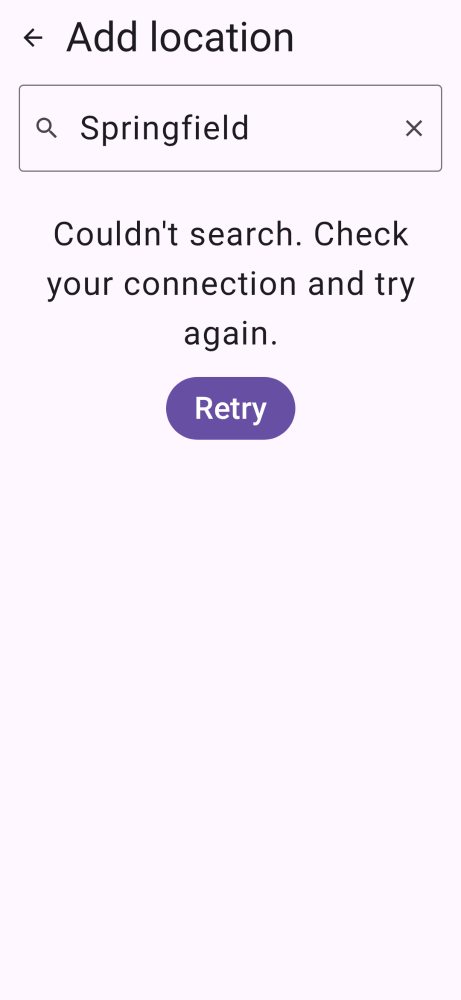 Add location
Springfield
Couldn't search. Check
your connection and try
again.
Retry